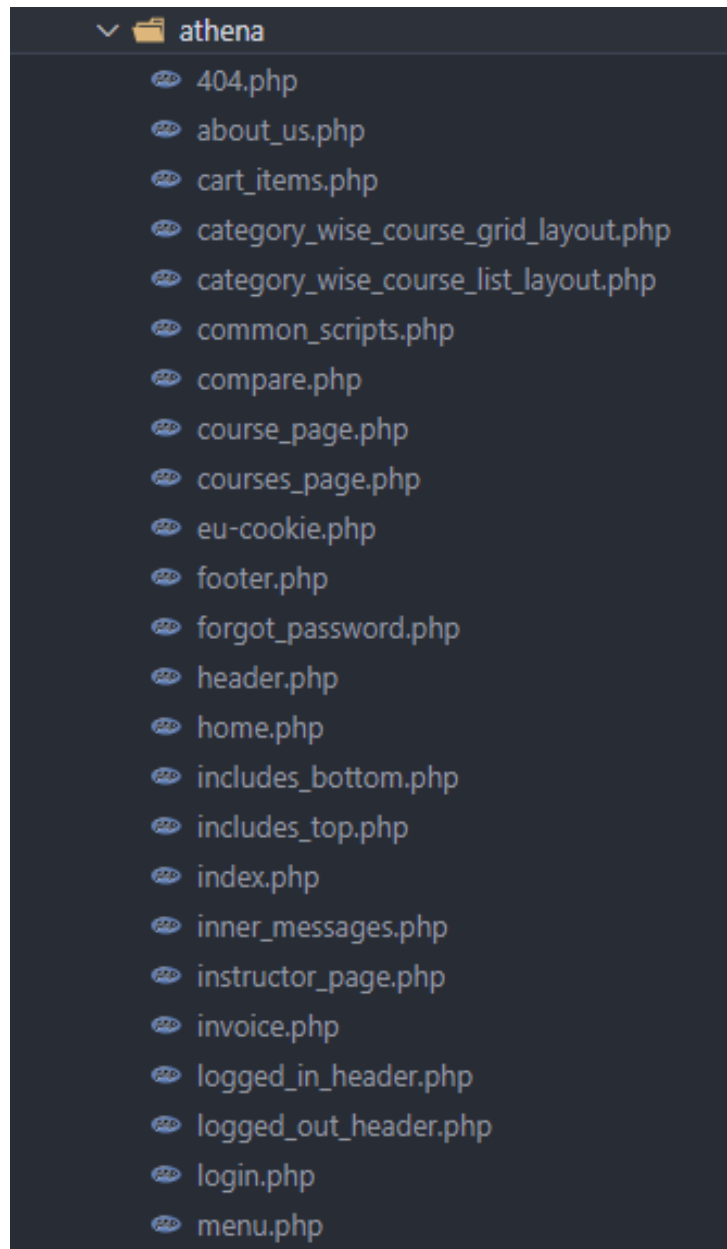 athena
404.php
about_us.php
cart_items.php
category_wise_course_grid_layout.php
category_wise_course_list_layout.php
common_scripts.php
compare.php
course_page.php
courses_page.php
eu-cookie.php
footer.php
forgot_password.php
header.php
home.php
includes_bottom.php
includes_top.php
index.php
inner_messages.php
instructor_page.php
invoice.php
logged_in_header.php
logged_out_header.php
login.php
menu.php